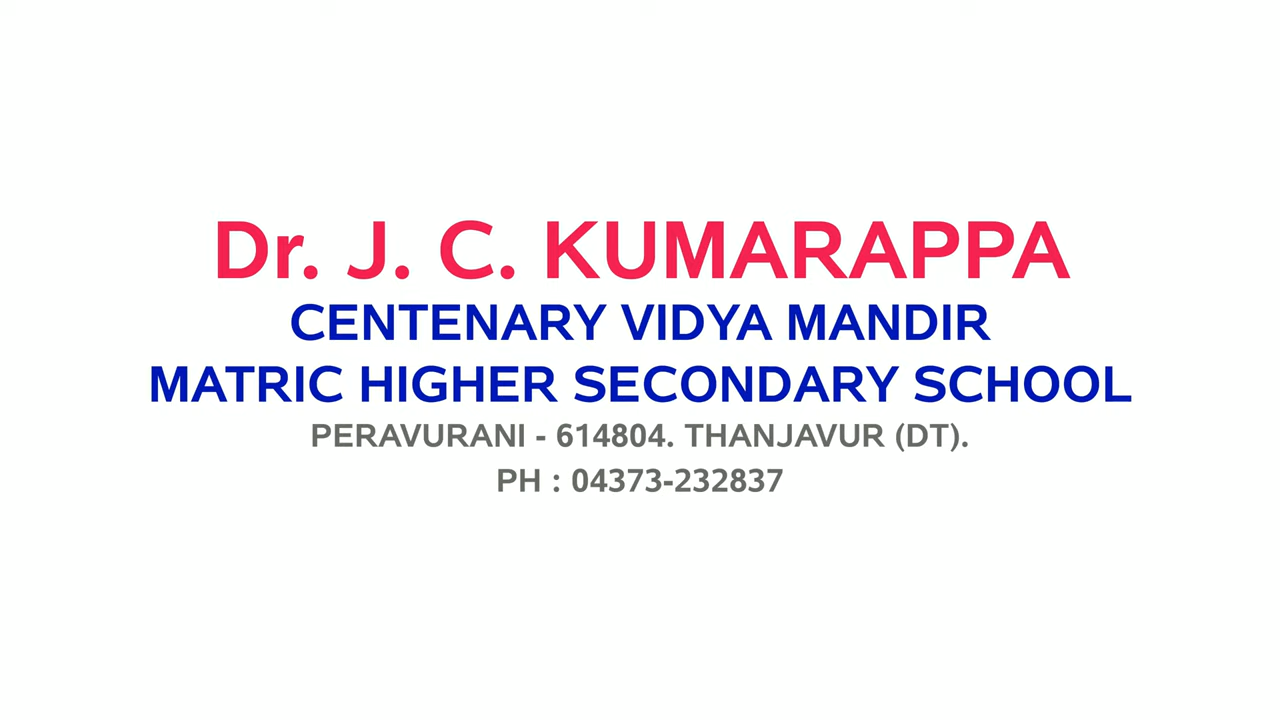 Dr. J. C. KUMARAPPA
CENTENARY VIDYA MANDIR
MATRIC HIGHER SECONDARY SCHOOL
PERAVURANI - 614804. THANJAVUR (DT).
PH : 04373-232837